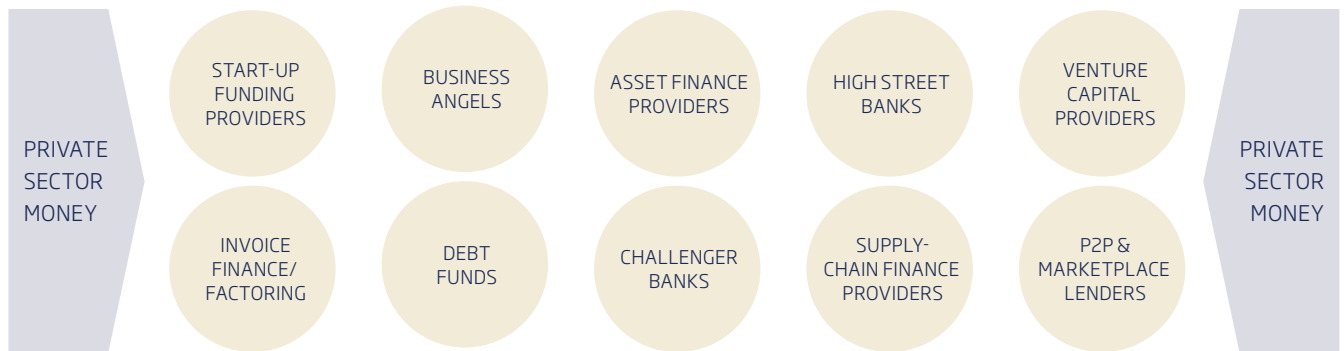 PRIVATE
SECTOR
MONEY
START-UP
FUNDING
PROVIDERS
BUSINESS
ANGELS
ASSET FINANCE
PROVIDERS
HIGH STREET
BANKS
VENTURE
CAPITAL
PROVIDERS
INVOICE
FINANCE/
FACTORING
DEBT
FUNDS
CHALLENGER
BANKS
SUPPLY-
CHAIN FINANCE
PROVIDERS
P2P &
MARKETPLACE
LENDERS
PRIVATE
SECTOR
MONEY